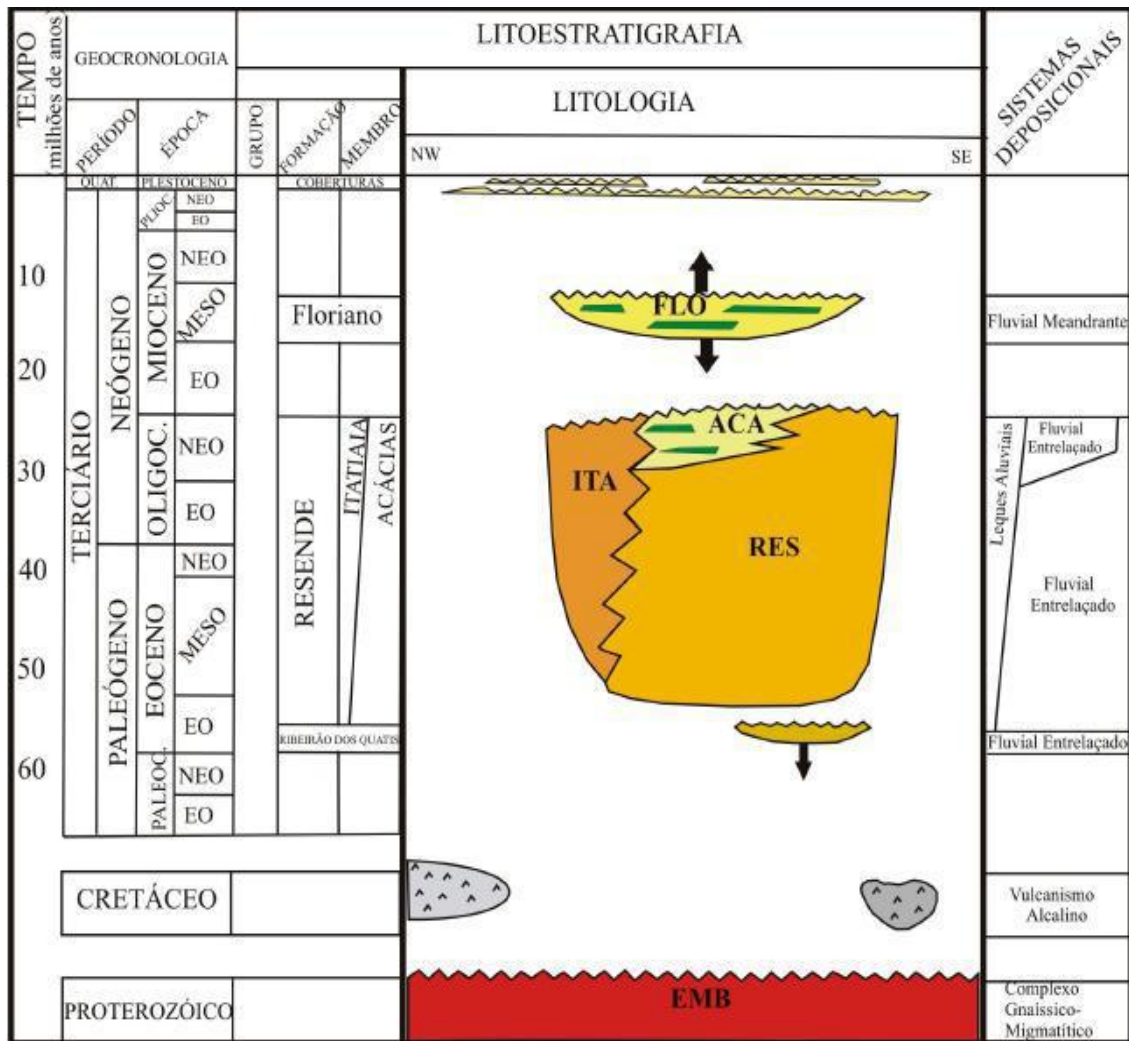 TEMPO
(milhões de anos)
GEOCRONOLOGIA
PERÍODO
ÉPOCA
LITOESTRATIGRAFIA
GRUPO
FORMAÇÃO
MEMBRO
LITOLOGIA
NW
SE
SISTEMAS
DEPOSICIONAIS
QUAT.
PLESTOCENO
COBERTURAS
PLIOC.
NEO
EO
10
20
30
40
50
60
TERCIÁRIO
NEÓGENO
MIOCENO
NEO
MESO
EO
Floriano
FLO
Fluvial Meandrante
OLIGOC.
NEO
EO
RESENDE
ITATIAIA
ACÁCIAS
ITA
ACA
RES
Leques Aluviais
Fluvial
Entrelaçado
Fluvial
Entrelaçado
PALEÓGENO
EOCENO
NEO
MESO
EO
RIBEIRÃO DOS QUATIS
Fluvial Entrelaçado
PALEOC.
NEO
EO
CRETÁCEO
Vulcanismo
Alcalino
PROTEROZÓICO
EMB
Complexo
Gnaíssico-
Migmatítico